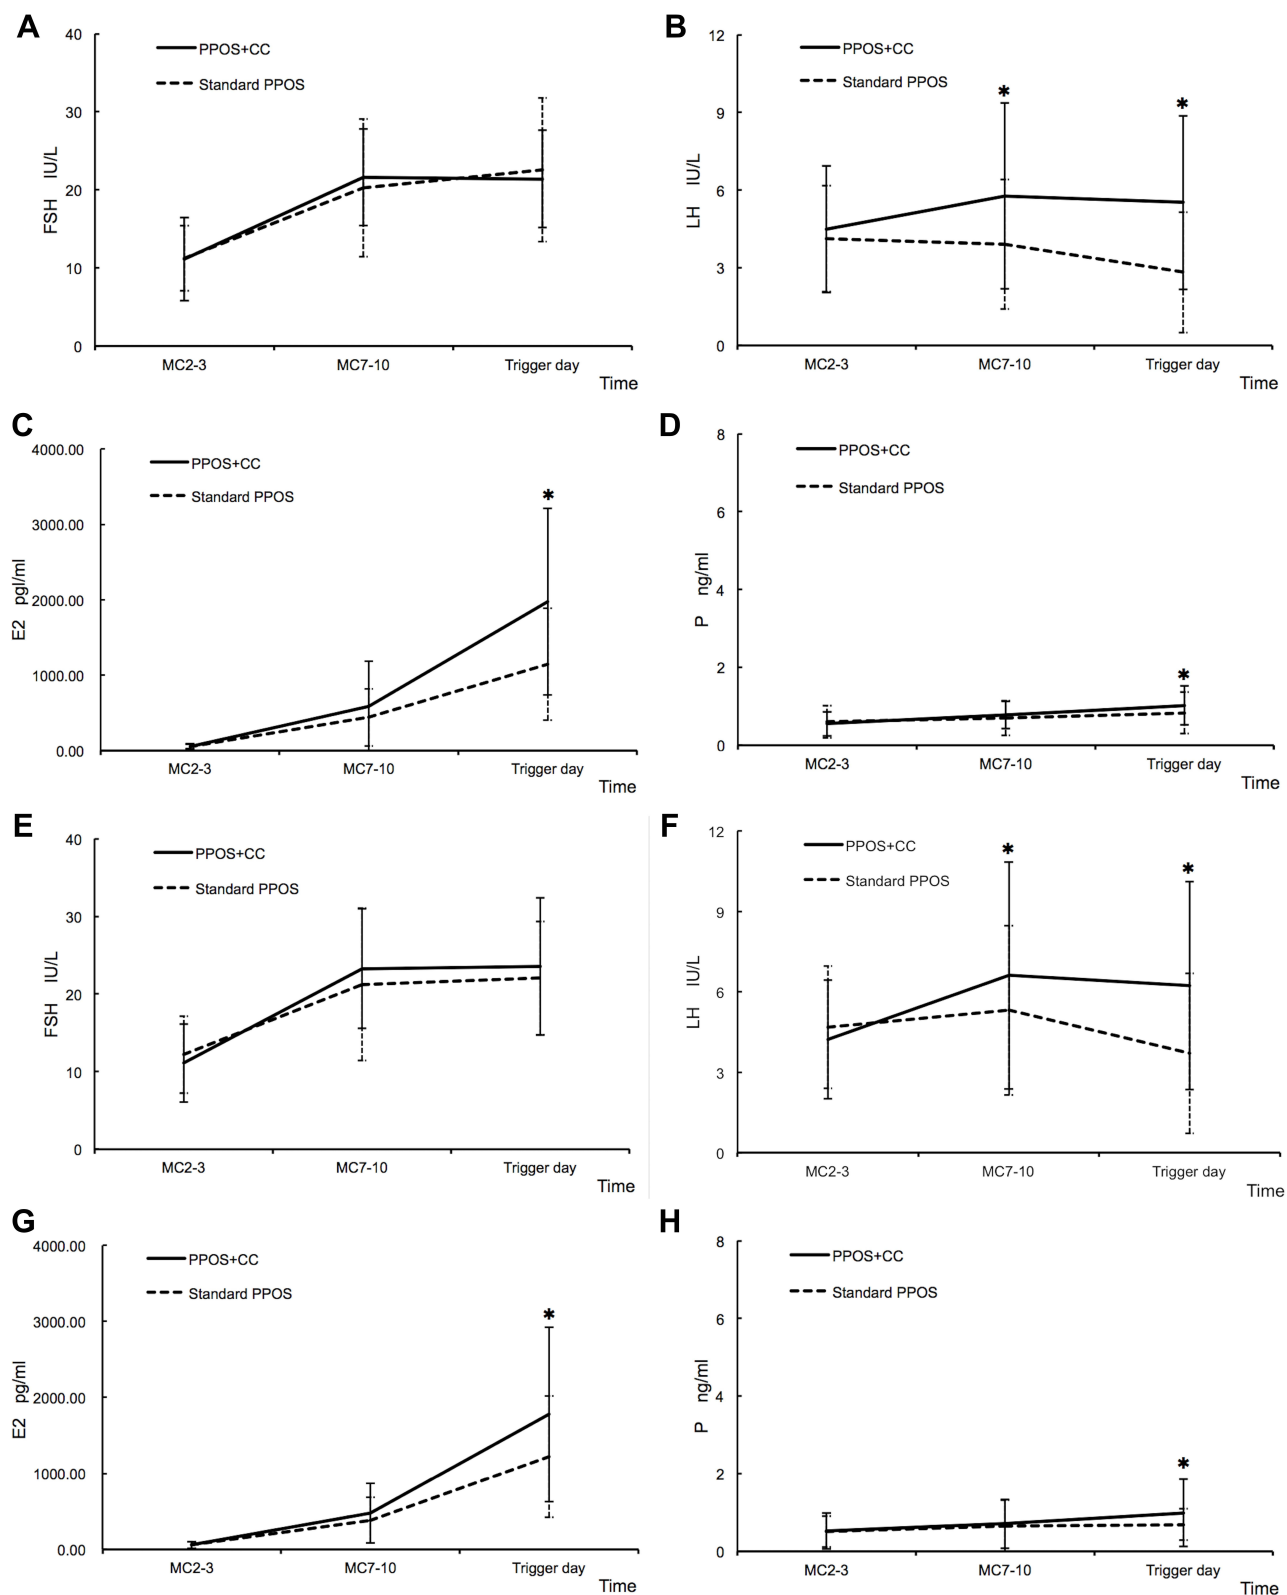 A
40
PPOS+CC
Standard PPOS
30
FSH IU/L
20
10
0
MC2-3 MC7-10 Trigger day
Time
B
12
PPOS+CC
Standard PPOS
*
*
9
LH IU/L
6
3
0
MC2-3 MC7-10 Trigger day
Time
C
4000.00
PPOS+CC
Standard PPOS
*
3000.00
E2 pgl/ml
2000.00
1000.00
0.00
MC2-3 MC7-10 Trigger day
Time
D
8
PPOS+CC
Standard PPOS
6
P ng/ml
4
2
*
0
MC2-3 MC7-10 Trigger day
Time
E
40
PPOS+CC
Standard PPOS
30
FSH IU/L
20
10
0
MC2-3 MC7-10 Trigger day
Time
F
12
PPOS+CC
Standard PPOS
*
*
9
LH IU/L
6
3
0
MC2-3 MC7-10 Trigger day
Time
G
4000.00
PPOS+CC
Standard PPOS
*
3000.00
E2 pg/ml
2000.00
1000.00
0.00
MC2-3 MC7-10 Trigger day
Time
H
8
PPOS+CC
Standard PPOS
6
P ng/ml
4
2
*
0
MC2-3 MC7-10 Trigger day
Time